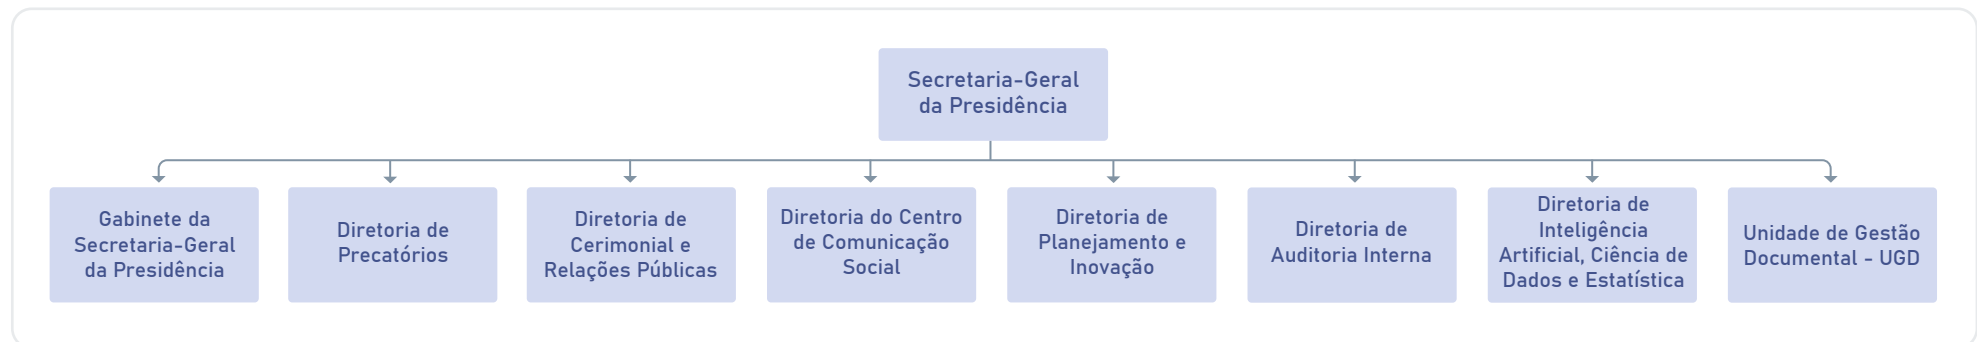 Secretaria-Geral
da Presidência
Gabinete da
Secretaria-Geral
da Presidência
Diretoria de
Precatórios
Diretoria de
Cerimonial e
Relações Públicas
Diretoria do Centro
de Comunicação
Social
Diretoria de
Planejamento e
Inovação
Diretoria de
Auditoria Interna
Diretoria de
Inteligência
Artificial, Ciência de
Dados e Estatística
Unidade de Gestão
Documental - UGD